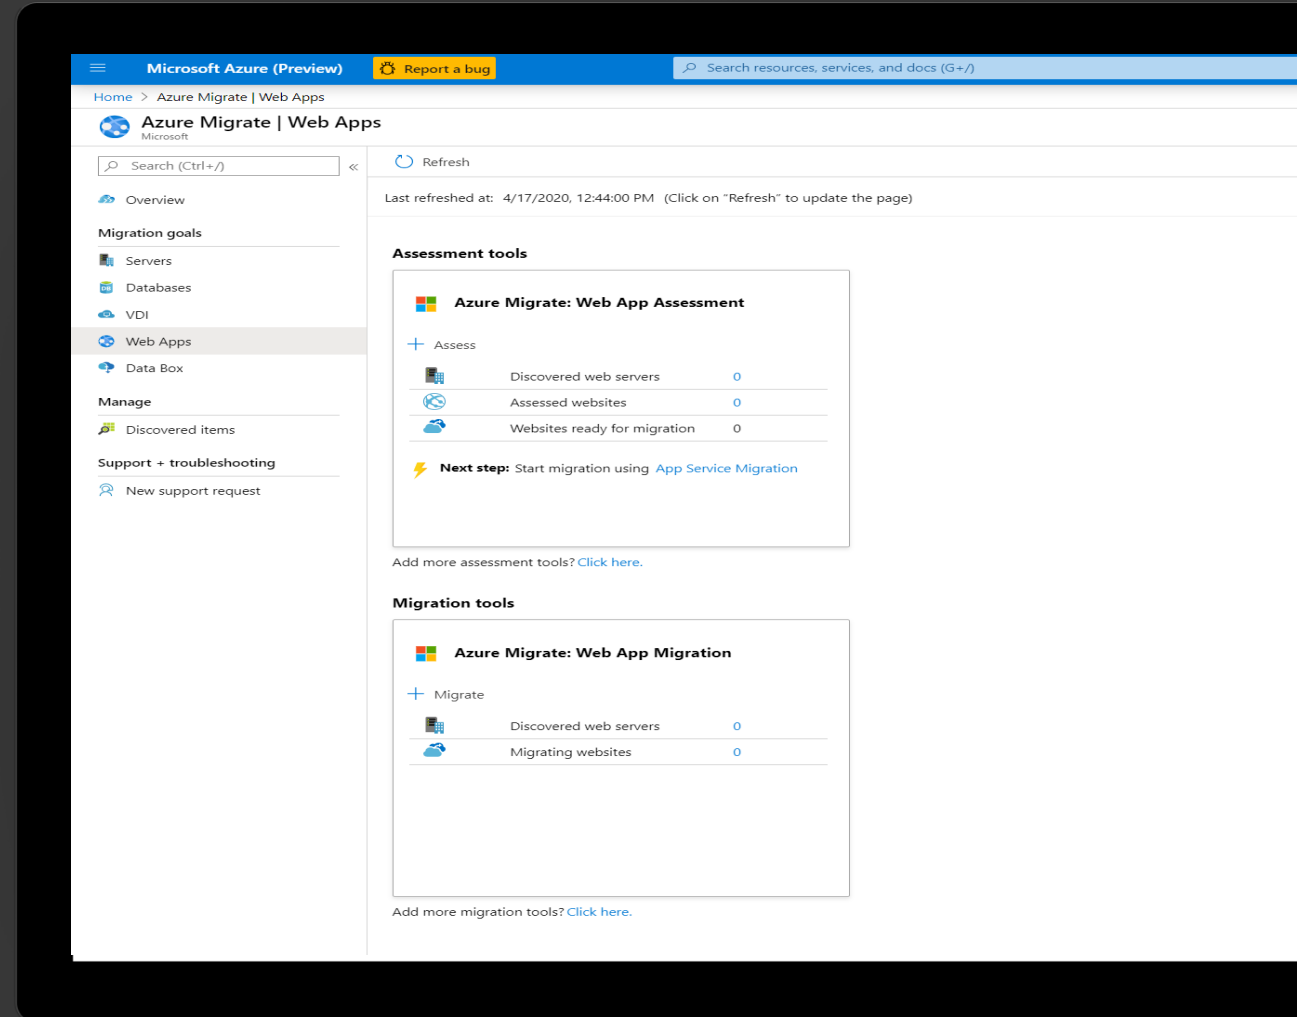 Microsoft Azure (Preview)
Report a bug
Search resources, services, and docs (G+/)
Home > Azure Migrate | Web Apps
Azure Migrate | Web Apps
Microsoft
Search (Ctrl+/)
«
Overview
Migration goals
Servers
Databases
VDI
Web Apps
Data Box
Manage
Discovered items
Support + troubleshooting
New support request
Refresh
Last refreshed at: 4/17/2020, 12:44:00 PM (Click on "Refresh" to update the page)
Assessment tools
Azure Migrate: Web App Assessment
+ Assess
Discovered web servers 0
Assessed websites 0
Websites ready for migration 0
Next step: Start migration using App Service Migration
Add more assessment tools? Click here.
Migration tools
Azure Migrate: Web App Migration
+ Migrate
Discovered web servers 0
Migrating websites 0
Add more migration tools? Click here.